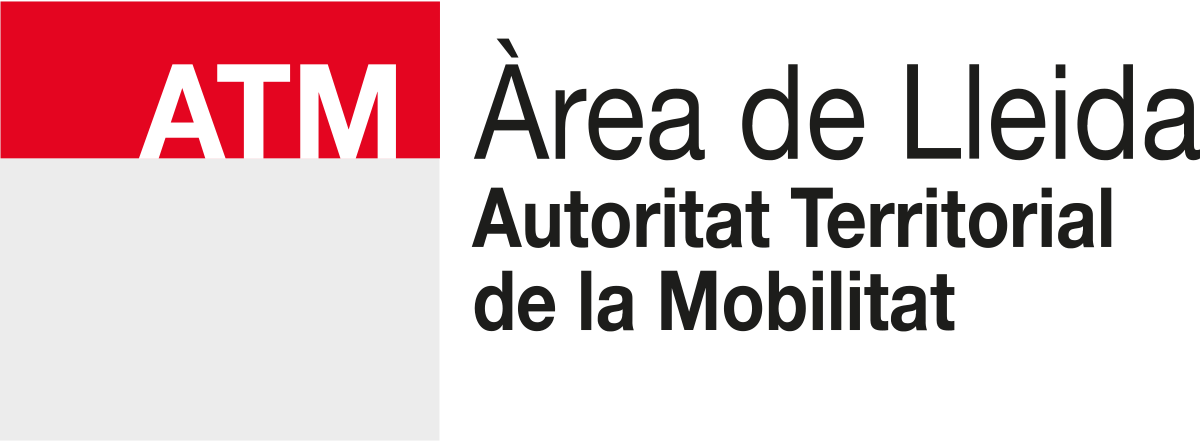 ATM
Àrea de Lleida
Autoritat Territorial
de la Mobilitat